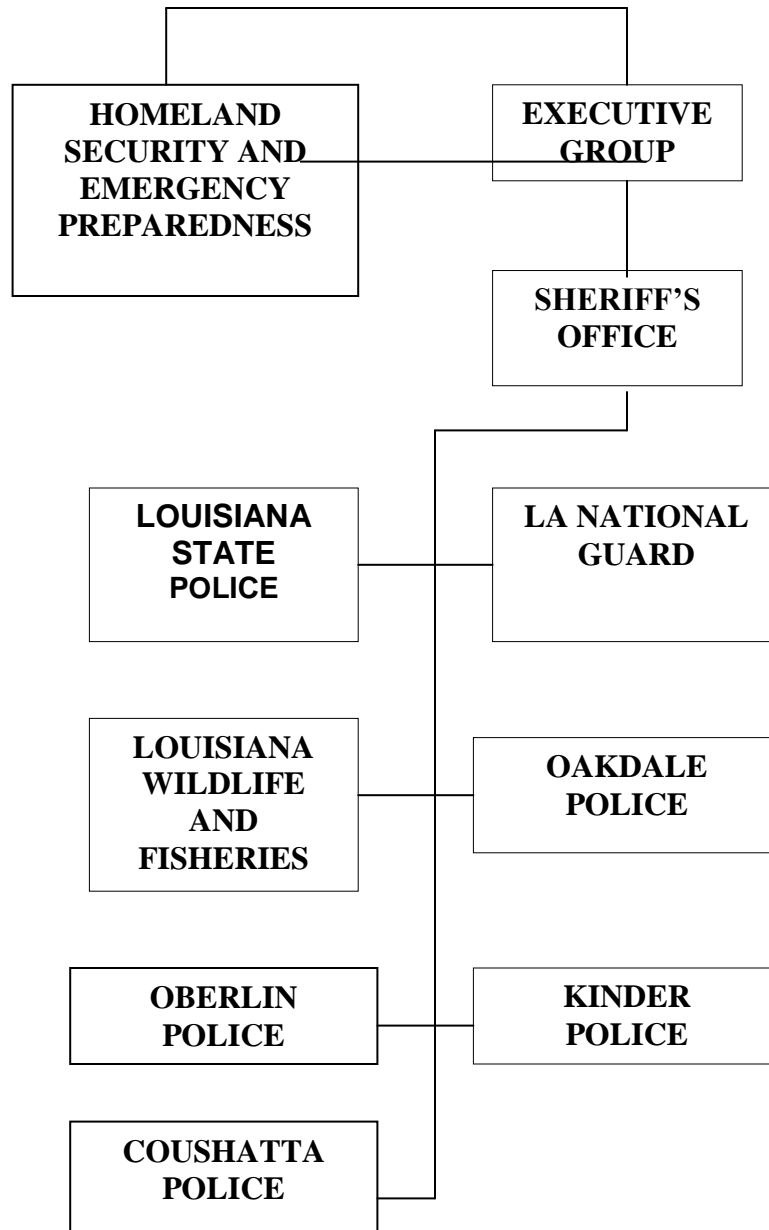 HOMELAND
SECURITY AND
EMERGENCY
PREPAREDNESS
EXECUTIVE
GROUP
SHERIFF’S
OFFICE
LOUISIANA
STATE
POLICE
LA NATIONAL
GUARD
LOUISIANA
WILDLIFE
AND
FISHERIES
OAKDALE
POLICE
OBERLIN
POLICE
KINDER
POLICE
COUSHATTA
POLICE